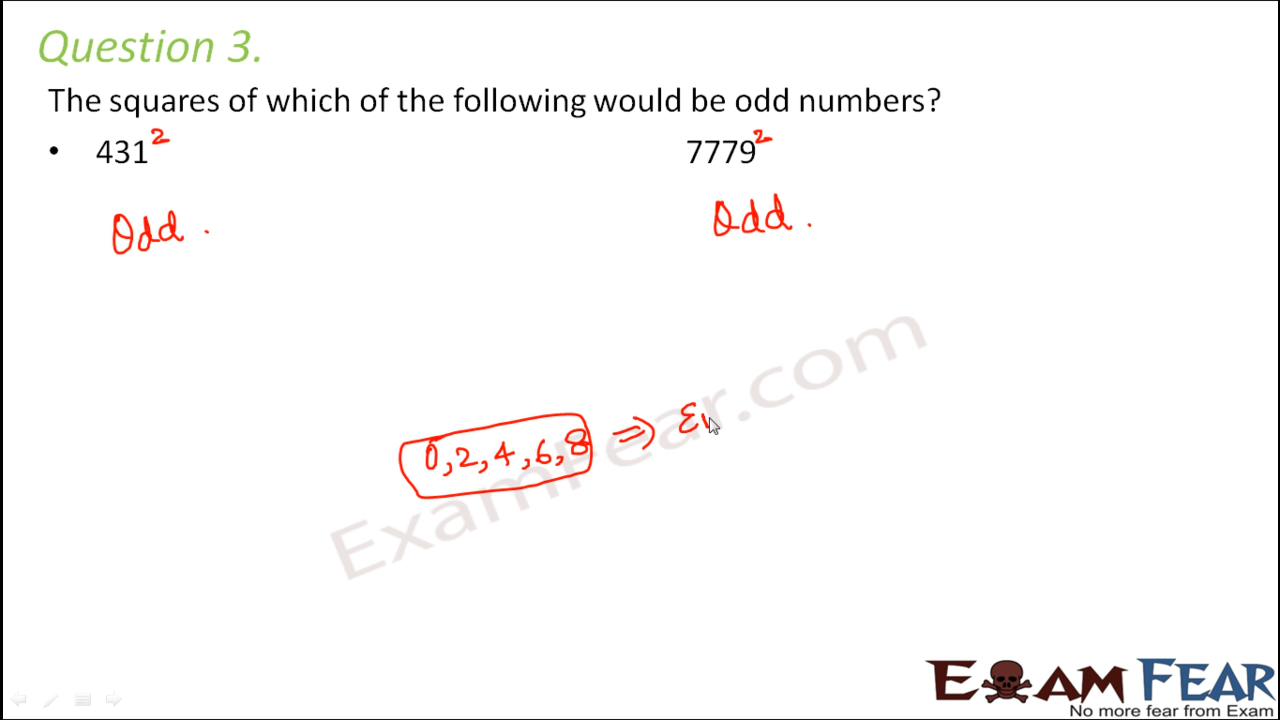 Question 3.
The squares of which of the following would be odd numbers?
• 431² 7779²
Odd. Odd.
0,2,4,6,8 ⇒ Ev
ExamFear.com
EXAM FEAR
No more fear from Exam